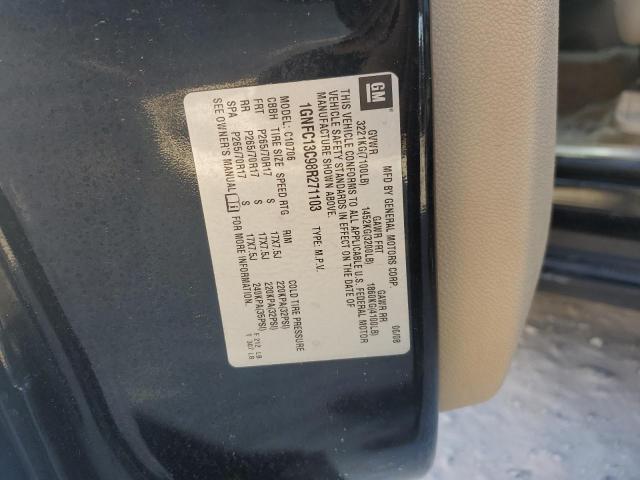 GM
MFD BY GENERAL MOTORS CORP 06/08
GVWR GAWR FRT GAWR RR
3221KG(7100LB) 1452KG(3200LB) 1860KG(4100LB)
THIS VEHICLE CONFORMS TO ALL APPLICABLE U.S. FEDERAL MOTOR
VEHICLE SAFETY STANDARDS IN EFFECT ON THE DATE OF
MANUFACTURE SHOWN ABOVE.
1GNFC13C98R271103 TYPE: M.P.V.
MODEL: C10706
CBBH TIRE SIZE SPEED RTG RIM COLD TIRE PRESSURE
FRT P265/70R17 S 17X7.5J 220KPA(32PSI)
RR P265/70R17 S 17X7.5J 220KPA(32PSI)
SPA P265/70R17 S 17X7.5J 240KPA(35PSI)
SEE OWNER'S MANUAL FOR MORE INFORMATION.